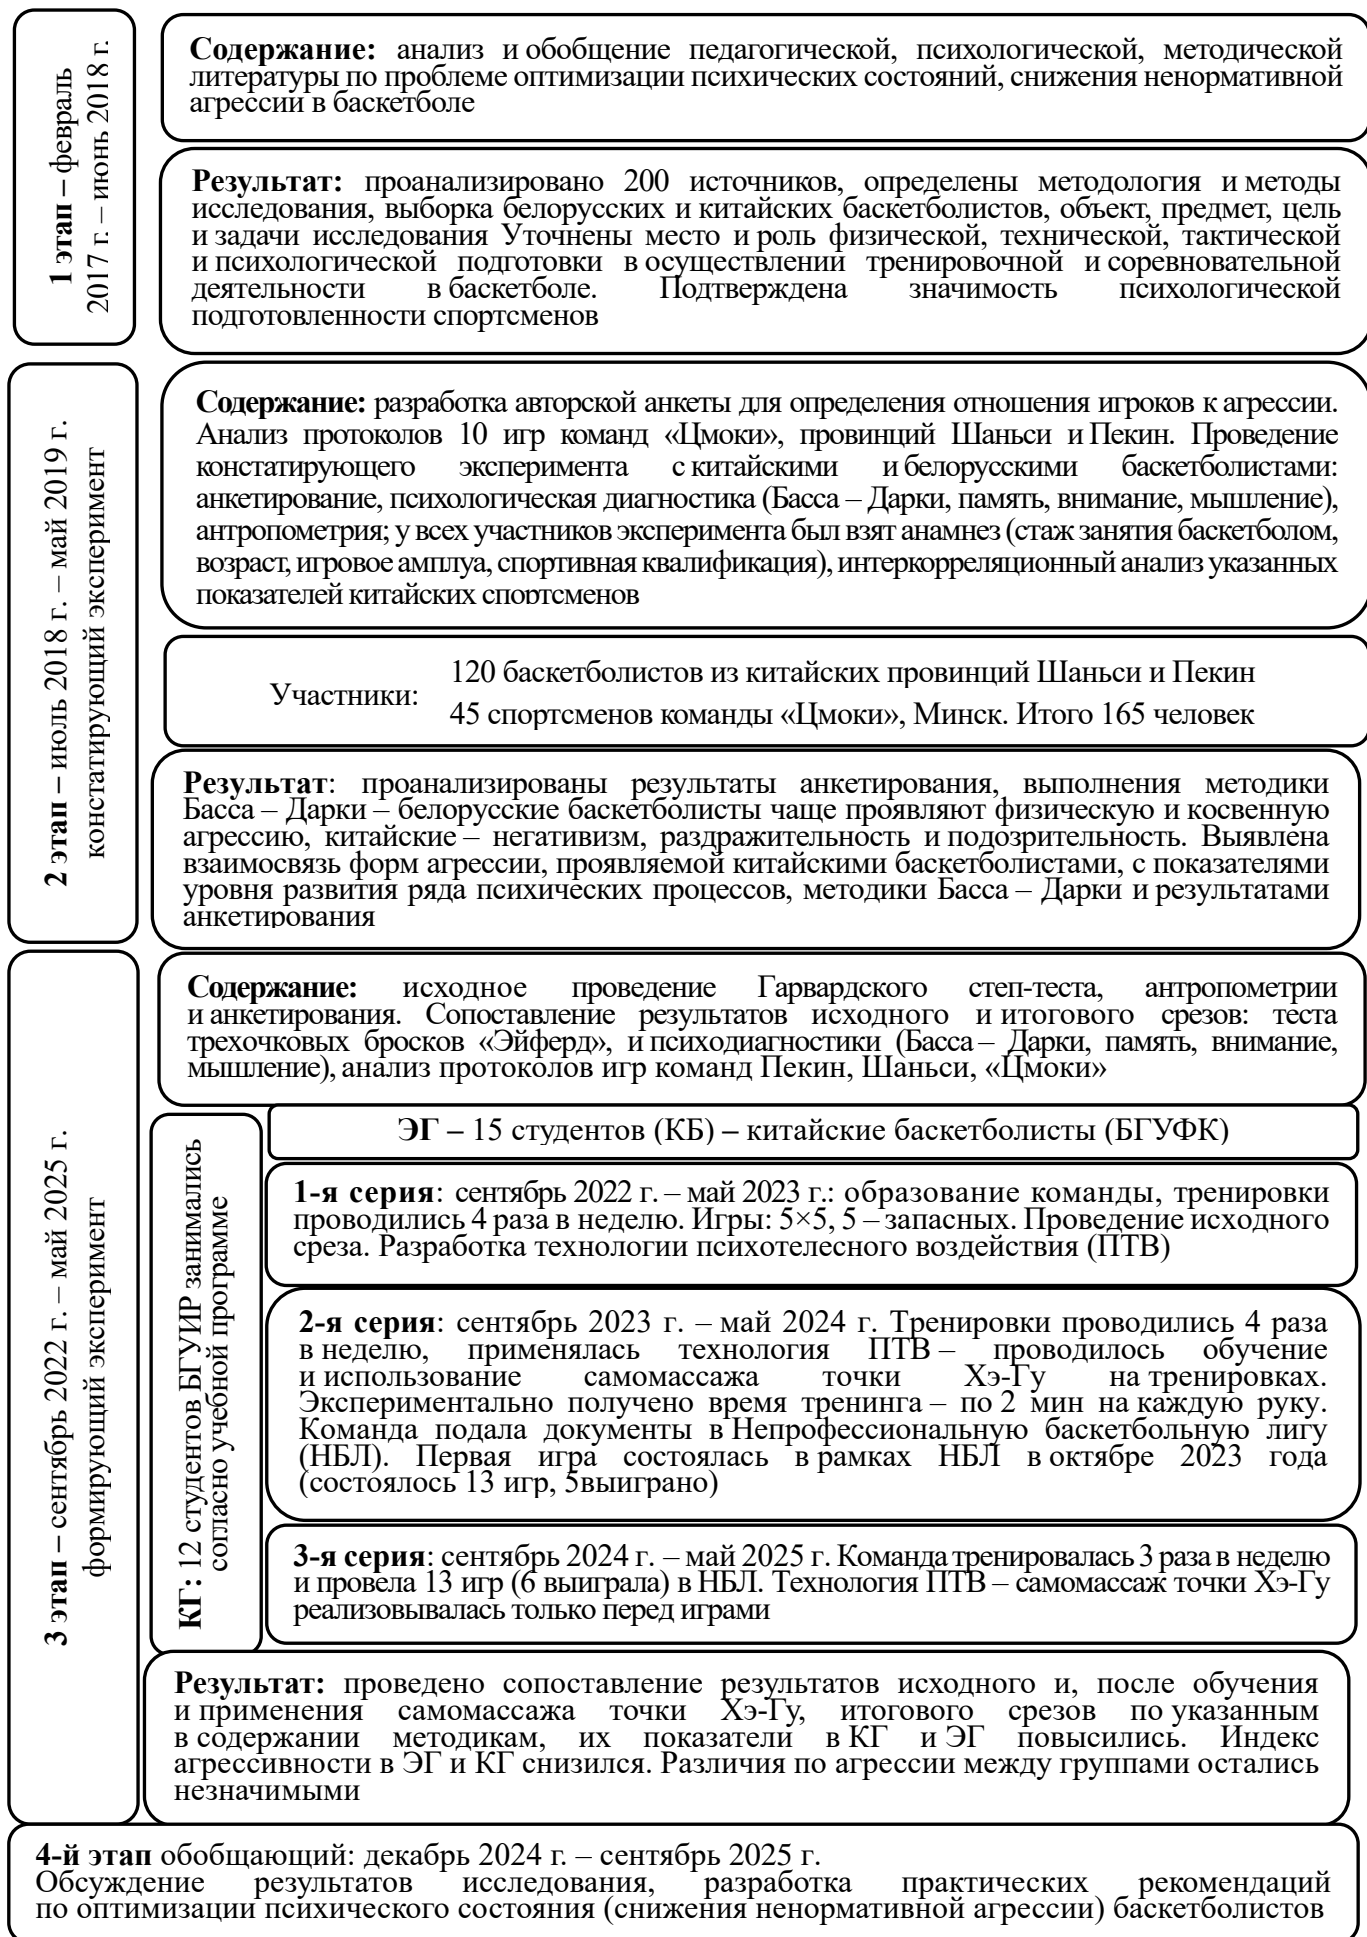 1 этап – февраль
2017 г. – июнь 2018 г.
Содержание: анализ и обобщение педагогической, психологической, методической
литературы по проблеме оптимизации психических состояний, снижения ненормативной
агрессии в баскетболе
Результат: проанализировано 200 источников, определены методология и методы
исследования, выборка белорусских и китайских баскетболистов, объект, предмет, цель
и задачи исследования Уточнены место и роль физической, технической, тактической
и психологической подготовки в осуществлении тренировочной и соревновательной
деятельности в баскетболе. Подтверждена значимость психологической
подготовленности спортсменов
2 этап – июль 2018 г. – май 2019 г.
констатирующий эксперимент
Содержание: разработка авторской анкеты для определения отношения игроков к агрессии.
Анализ протоколов 10 игр команд «Цмоки», провинций Шаньси и Пекин. Проведение
констатирующего эксперимента с китайскими и белорусскими баскетболистами:
анкетирование, психологическая диагностика (Басса – Дарки, память, внимание, мышление),
антропометрия; у всех участников эксперимента был взят анамнез (стаж занятия баскетболом,
возраст, игровое амплуа, спортивная квалификация), интеркорреляционный анализ указанных
показателей китайских спортсменов
Участники:
120 баскетболистов из китайских провинций Шаньси и Пекин
45 спортсменов команды «Цмоки», Минск. Итого 165 человек
Результат: проанализированы результаты анкетирования, выполнения методики
Басса – Дарки – белорусские баскетболисты чаще проявляют физическую и косвенную
агрессию, китайские – негативизм, раздражительность и подозрительность. Выявлена
взаимосвязь форм агрессии, проявляемой китайскими баскетболистами, с показателями
уровня развития ряда психических процессов, методики Басса – Дарки и результатами
анкетирования
3 этап – сентябрь 2022 г. – май 2025 г.
формирующий эксперимент
Содержание: исходное проведение Гарвардского степ-теста, антропометрии
и анкетирования. Сопоставление результатов исходного и итогового срезов: теста
трехочковых бросков «Эйферд», и психодиагностики (Басса – Дарки, память, внимание,
мышление), анализ протоколов игр команд Пекин, Шаньси, «Цмоки»
КГ: 12 студентов БГУИР занимались
согласно учебной программе
ЭГ – 15 студентов (КБ) – китайские баскетболисты (БГУФК)
1-я серия: сентябрь 2022 г. – май 2023 г.: образование команды, тренировки
проводились 4 раза в неделю. Игры: 5×5, 5 – запасных. Проведение исходного
среза. Разработка технологии психотелесного воздействия (ПТВ)
2-я серия: сентябрь 2023 г. – май 2024 г. Тренировки проводились 4 раза
в неделю, применялась технология ПТВ – проводилось обучение
и использование самомассажа точки Хэ-Гу на тренировках.
Экспериментально получено время тренинга – по 2 мин на каждую руку.
Команда подала документы в Непрофессиональную баскетбольную лигу
(НБЛ). Первая игра состоялась в рамках НБЛ в октябре 2023 года
(состоялось 13 игр, 5выиграно)
3-я серия: сентябрь 2024 г. – май 2025 г. Команда тренировалась 3 раза в неделю
и провела 13 игр (6 выиграла) в НБЛ. Технология ПТВ – самомассаж точки Хэ-Гу
реализовывалась только перед играми
Результат: проведено сопоставление результатов исходного и, после обучения
и применения самомассажа точки Хэ-Гу, итогового срезов по указанным
в содержании методикам, их показатели в КГ и ЭГ повысились. Индекс
агрессивности в ЭГ и КГ снизился. Различия по агрессии между группами остались
незначимыми
4-й этап обобщающий: декабрь 2024 г. – сентябрь 2025 г.
Обсуждение результатов исследования, разработка практических рекомендаций
по оптимизации психического состояния (снижения ненормативной агрессии) баскетболистов